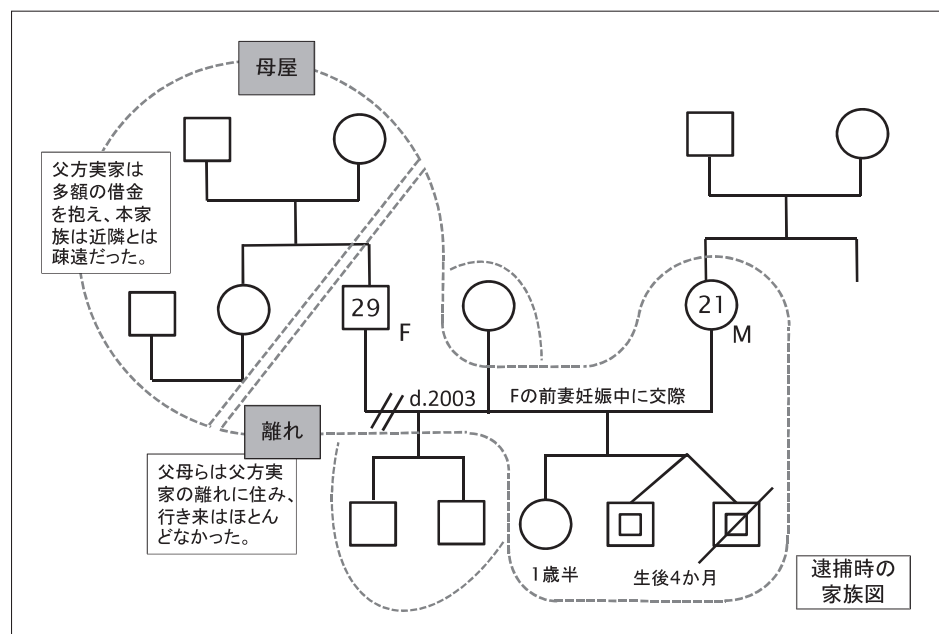 母屋
父方実家は
多額の借金
を抱え、本家
族は近隣とは
疎遠だった。
29
F
21
M
d.2003
Fの前妻妊娠中に交際
離れ
父母らは父方実
家の離れに住み、
行き来はほとん
どなかった。
1歳半
生後4か月
逮捕時の
家族図